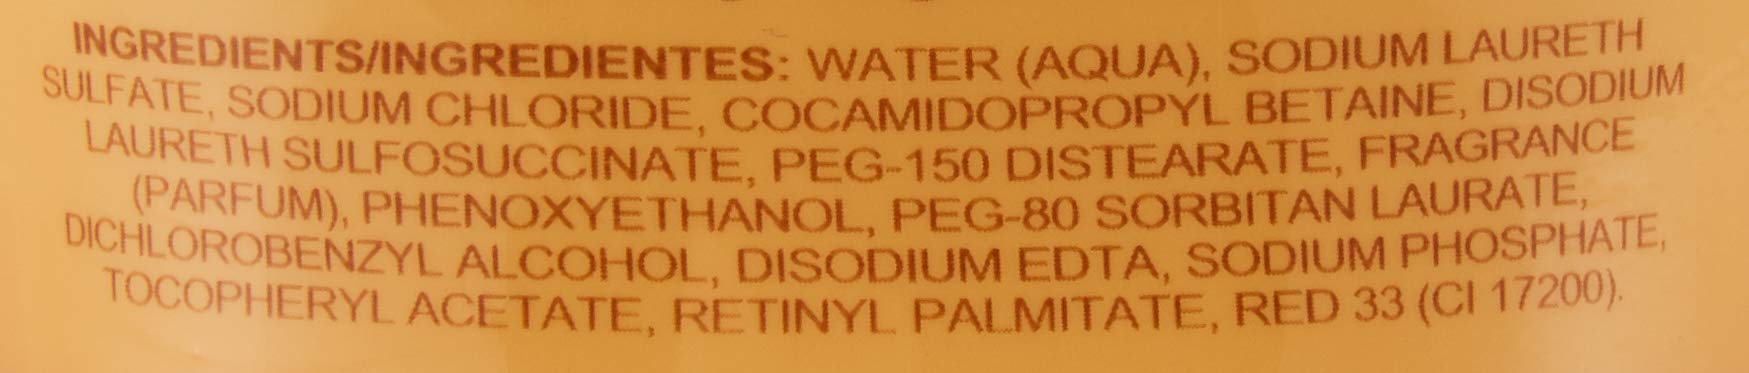 INGREDIENTS/INGREDIENTES: WATER (AQUA), SODIUM LAURETH
SULFATE, SODIUM CHLORIDE, COCAMIDOPROPYL BETAINE, DISODIUM
LAURETH SULFOSUCCINATE, PEG-150 DISTEARATE, FRAGRANCE
(PARFUM), PHENOXYETHANOL, PEG-80 SORBITAN LAURATE,
DICHLOROBENZYL ALCOHOL, DISODIUM EDTA, SODIUM PHOSPHATE,
TOCOPHERYL ACETATE, RETINYL PALMITATE, RED 33 (CI 17200).